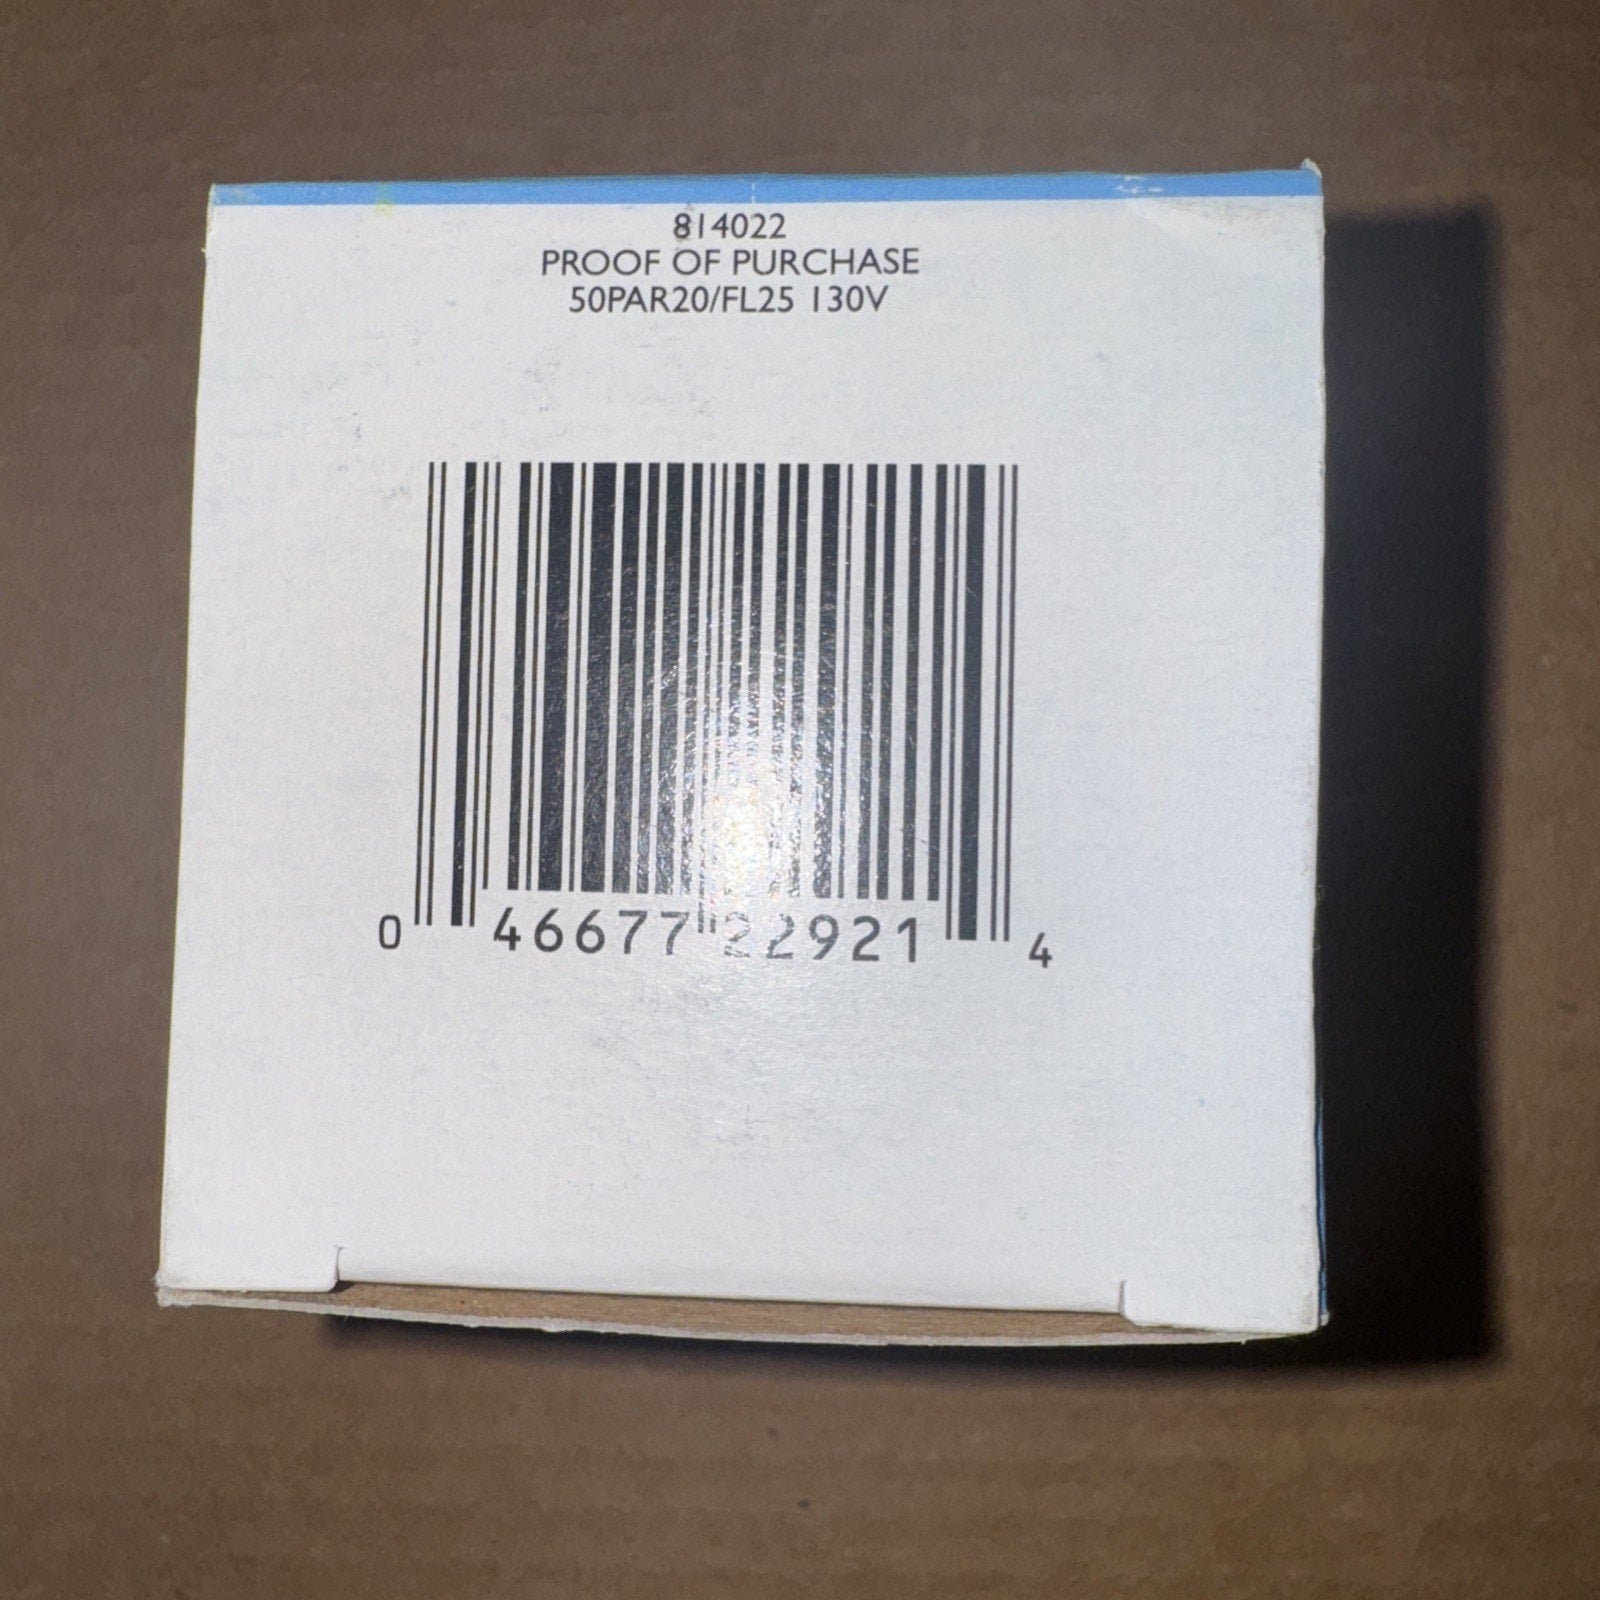 814022
PROOF OF PURCHASE
50PAR20/FL25 130V
0 46677 22921 4